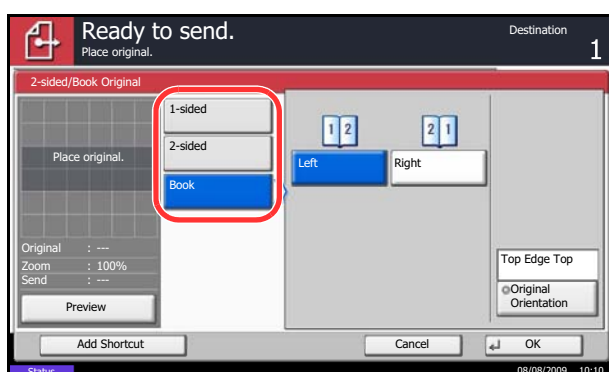 Ready to send.
Place original.
Destination
1
2-sided/Book Original
Place original.
Original : ---
Zoom : 100%
Send : ---
Preview
1-sided
2-sided
Book
1 2
2 1
Left
Right
Top Edge Top
Original
Orientation
Add Shortcut
Cancel
OK
Status
08/08/2009 10:10